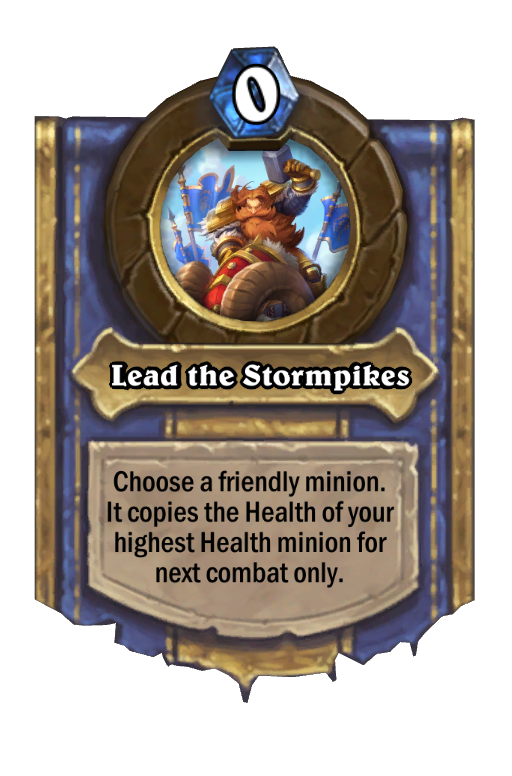 0
Lead the Stormpikes
Choose a friendly minion.
It copies the Health of your
highest Health minion for
next combat only.